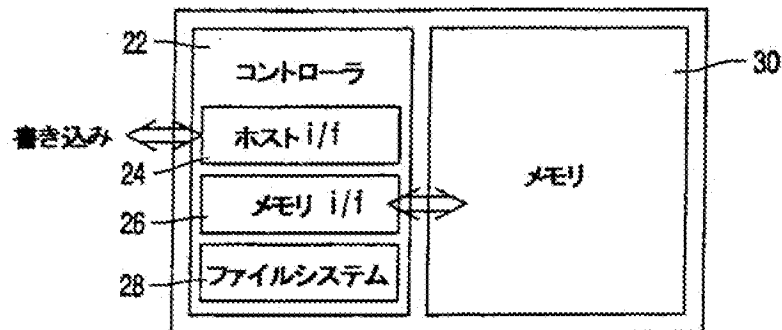 22
コントローラ
30
書き込み
ホスト i/f
24
メモリ
メモリ i/f
26
ファイルシステム
28